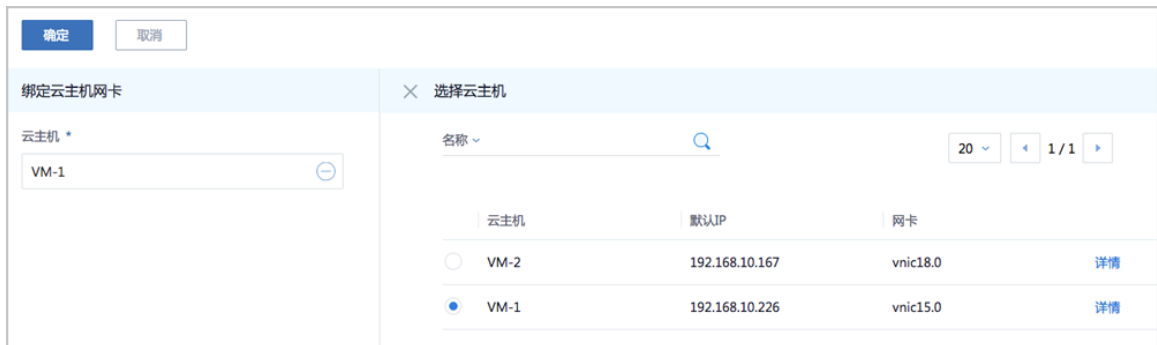 确定 取消
绑定云主机网卡 选择云主机
云主机 * 名称
VM-1 20 1 / 1
云主机 默认IP 网卡
VM-2 192.168.10.167 vnic18.0 详情
VM-1 192.168.10.226 vnic15.0 详情